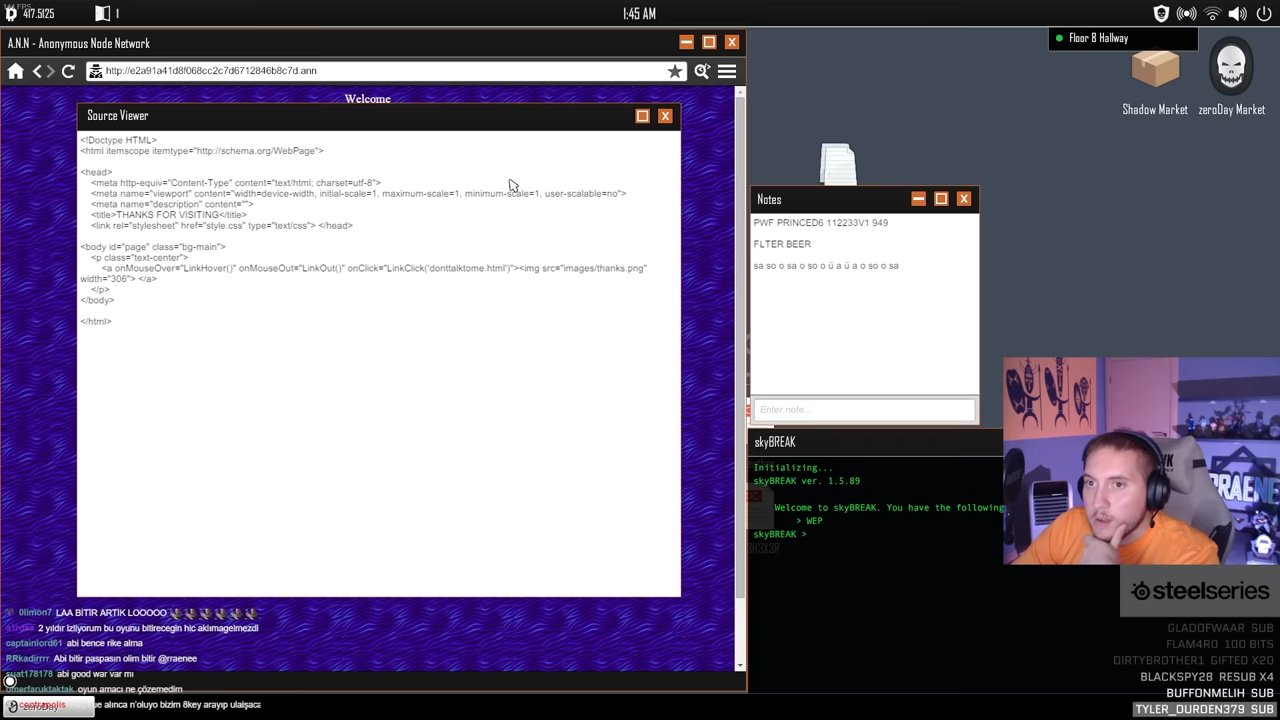 417.5125
1
1:45 AM
A.N.N - Anonymous Node Network
http://e2a91a41d8f068cc2c7d6712846b8c7d.ann
Floor 8 Hallway
Shadow Market
zeroDay Market
Welcome
Source Viewer
<!Doctype HTML>
<html itemscope itemtype="http://schema.org/WebPage">
<head>
<meta http-equiv="Content-Type" content="text/html; charset=utf-8">
<meta name="viewport" content="width=device-width, initial-scale=1, maximum-scale=1, minimum-scale=1, user-scalable=no">
<meta name="description" content="">
<title>THANKS FOR VISITING</title>
<link rel="stylesheet" href="style.css" type="text/css"> </head>
<body id="page" class="bg-main">
<p class="text-center">
<a onMouseOver="LinkHover()" onMouseOut="LinkOut()" onClick="LinkClick('donttalktome.html')"><img src="images/thanks.png"
width="306"> </a>
</p>
</body>
</html>
Notes
PWF PRINCED6 112233V1 949
FLTER BEER
sa so o sa o so o ü a ü a o so o sa
Enter note...
skyBREAK
Initializing...
skyBREAK ver. 1.5.89
Welcome to skyBREAK. You have the following
> WEP
skyBREAK >
0limon7 LAA BITIR ARTIK LOOOOO
2 yıldır izliyorum bu oyunu bitirecegin hic aklımagelmezdi
captainlord61 abi bence rike alma
RRkadirrrr Abi bitir paspasın olim bitir @rraenee
suat178178 abi good war var mı
omerfaruktaktak oyun amacı ne çözemedim
alınca n'oluyo bizim 8key arayıp ulaişaca
zeroDay
steelseries
GLADOFWAAR SUB
FLAM4R0 100 BITS
DIRTYBROTHER1 GIFTED X20
BLACKSPY28 RESUB X4
BUFFONMELIH SUB
TYLER_DURDEN379 SUB